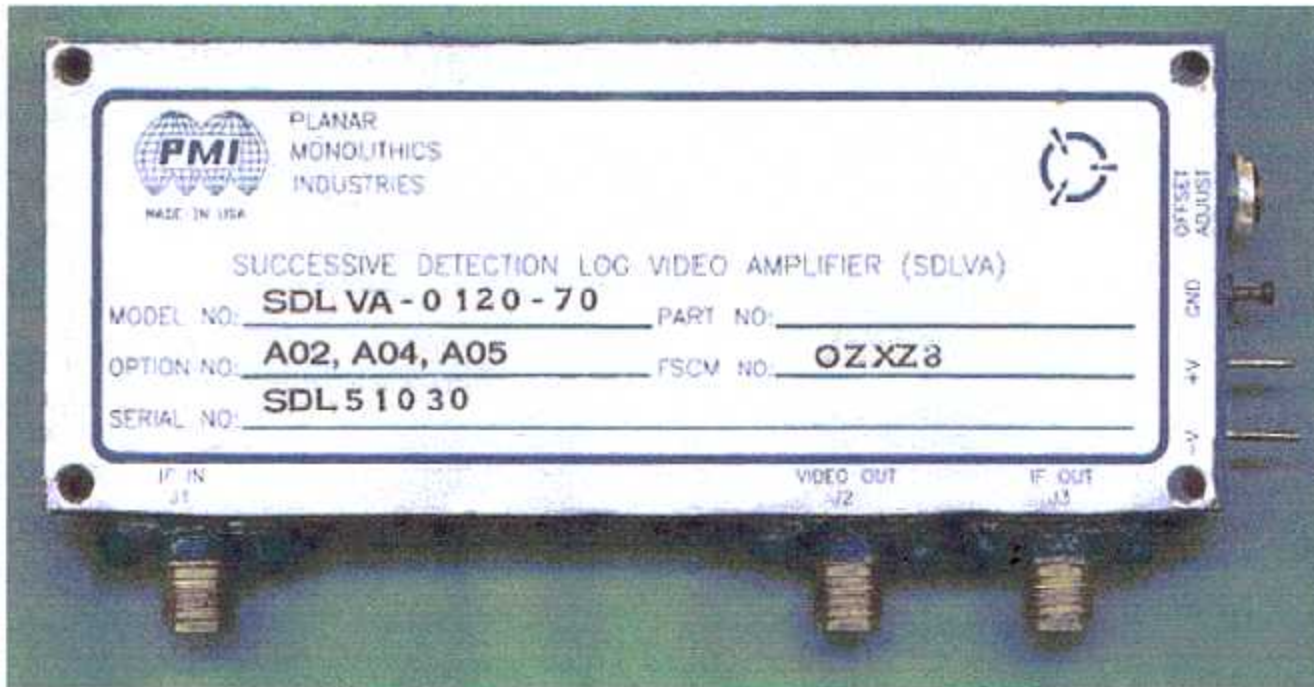 PMI
PLANAR
MONOLITHICS
INDUSTRIES
MADE IN USA
SUCCESSIVE DETECTION LOG VIDEO AMPLIFIER (SDLVA)
MODEL NO: SDLVA-0120-70 PART NO:
OPTION NO: A02, A04, A05 FSCM NO: OZXZ8
SERIAL NO: SDL51030
OFFSET
ADJUST
GND
+V
-V
IF IN
J1
VIDEO OUT
J2
IF OUT
J3